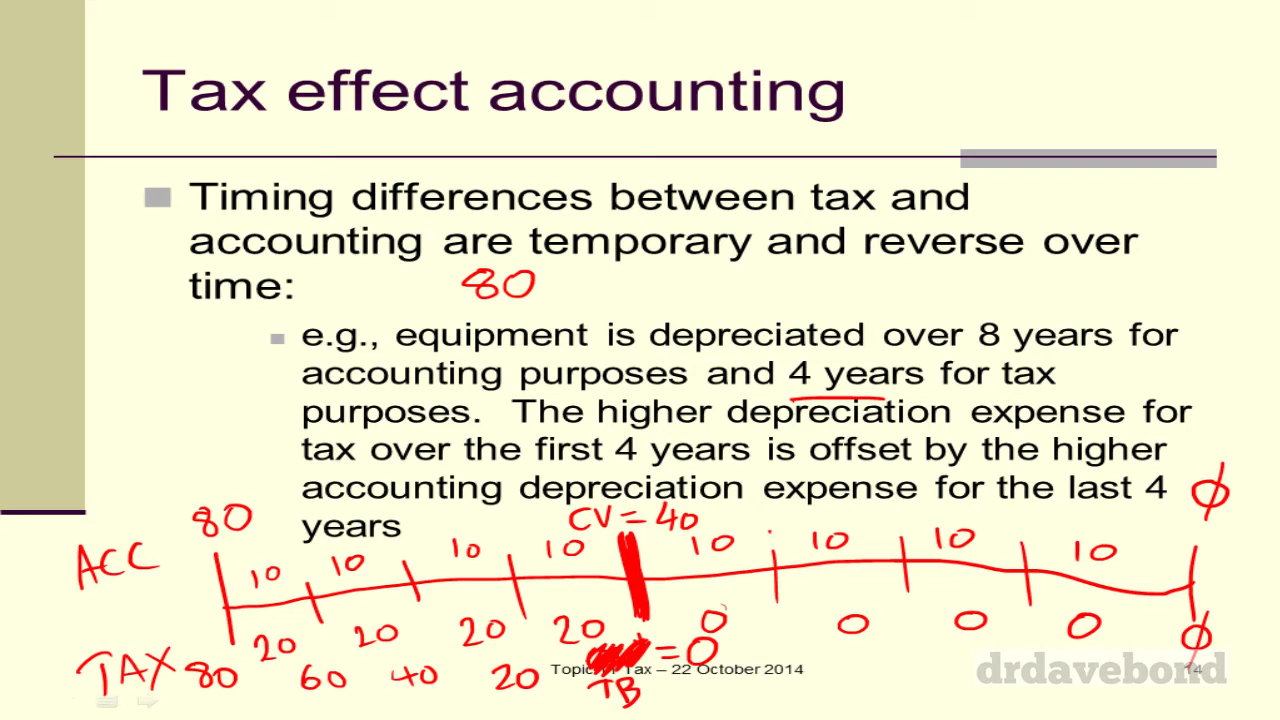 Tax effect accounting
Timing differences between tax and
accounting are temporary and reverse over
time:
80
e.g., equipment is depreciated over 8 years for
accounting purposes and 4 years for tax
purposes. The higher depreciation expense for
tax over the first 4 years is offset by the higher
accounting depreciation expense for the last 4
years
80 CV = 40 ϕ
ACC 10 10 10 10 10 10 10 10
20 20 20 20 0 0 0 0 ϕ
TAX 80 60 40 20 = 0
TB
Tax – 22 October 2014
drdavebond
14